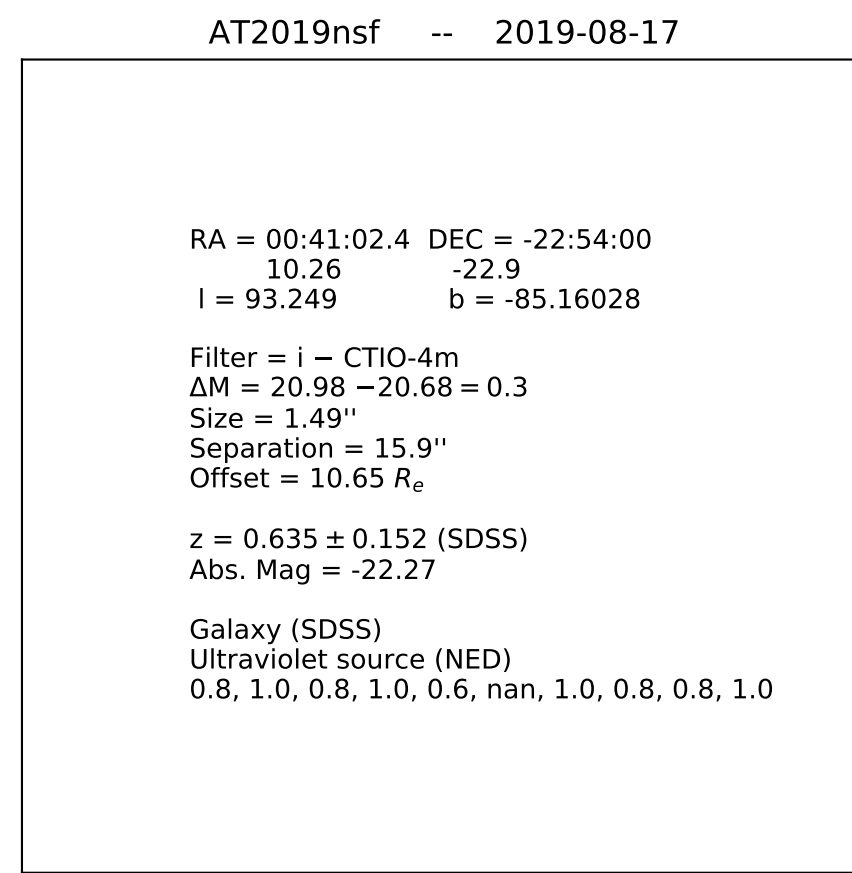 AT2019nsf -- 2019-08-17
RA = 00:41:02.4 DEC = -22:54:00
10.26 -22.9
l = 93.249 b = -85.16028
Filter = i − CTIO-4m
ΔM = 20.98 −20.68 = 0.3
Size = 1.49''
Separation = 15.9''
Offset = 10.65 Re
z = 0.635 ± 0.152 (SDSS)
Abs. Mag = -22.27
Galaxy (SDSS)
Ultraviolet source (NED)
0.8, 1.0, 0.8, 1.0, 0.6, nan, 1.0, 0.8, 0.8, 1.0